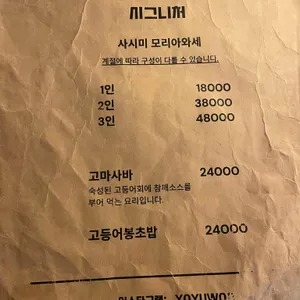 시그니처
사시미 모리아와세
계절에 따라 구성이 다를 수 있습니다.
1인 18000
2인 38000
3인 48000
고마사바 24000
숙성된 고등어회에 참깨소스를
부어 먹는 요리입니다.
고등어봉초밥 24000